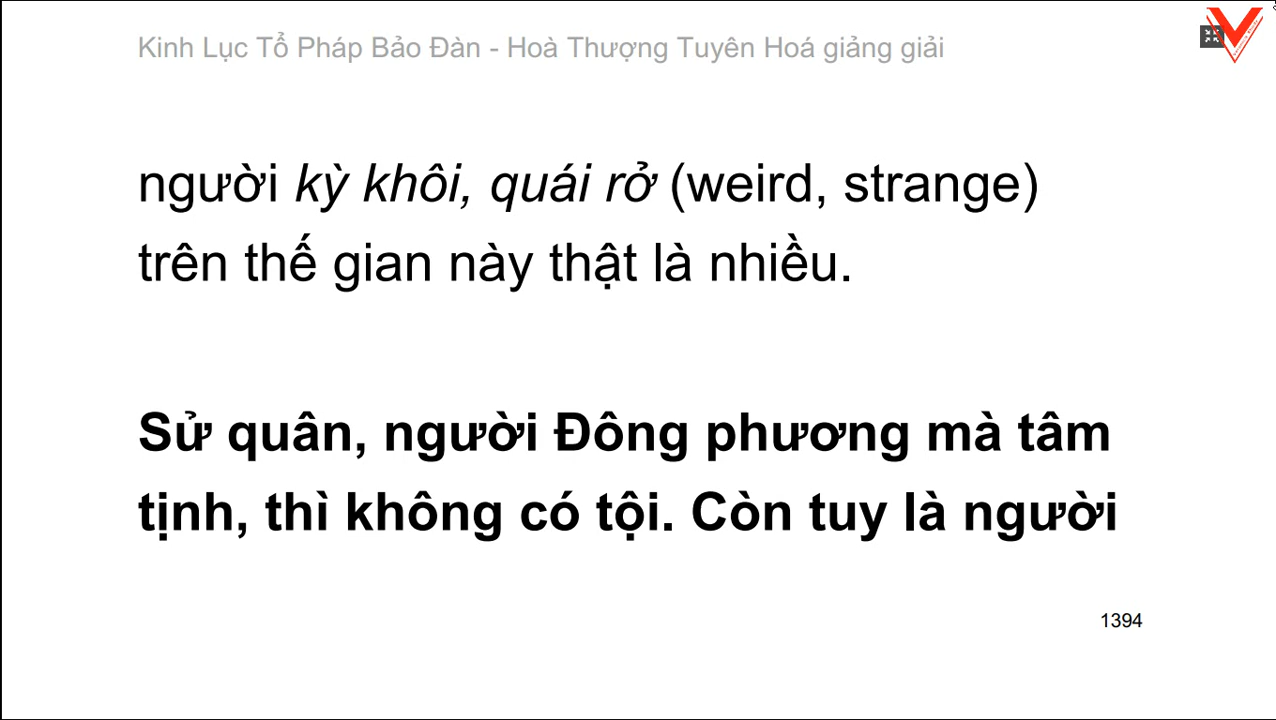 Kinh Lục Tổ Pháp Bảo Đàn - Hoà Thượng Tuyên Hoá giảng giải
người kỳ khôi, quái rở (weird, strange)
trên thế gian này thật là nhiều.
Sử quân, người Đông phương mà tâm
tịnh, thì không có tội. Còn tuy là người
1394